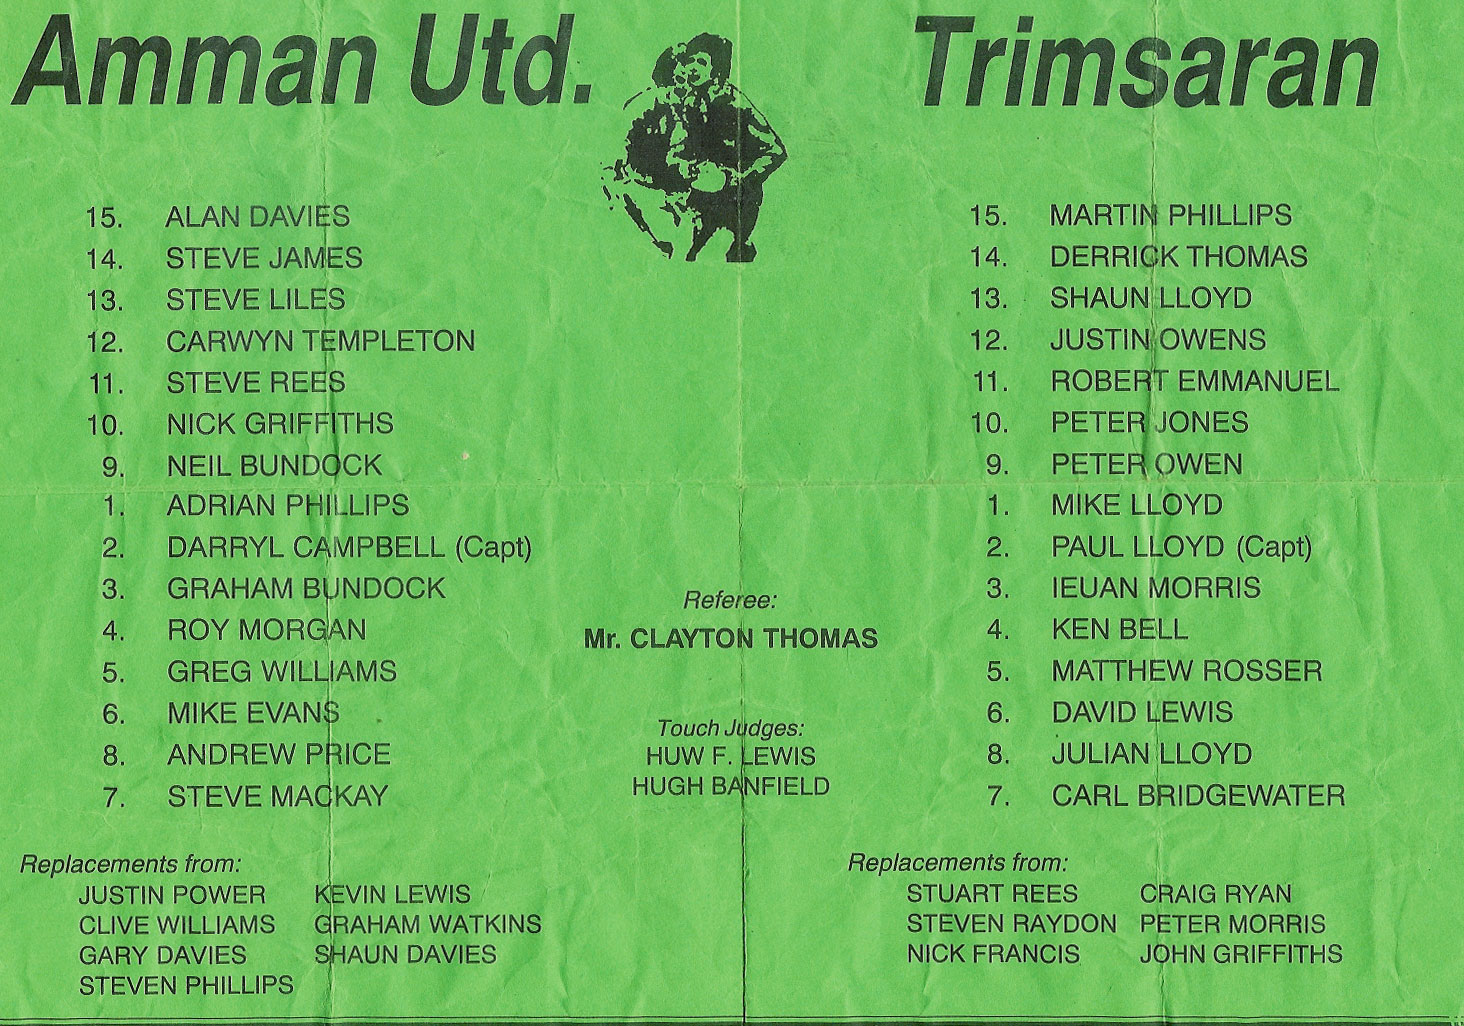 Amman Utd.
15. ALAN DAVIES
14. STEVE JAMES
13. STEVE LILES
12. CARWYN TEMPLETON
11. STEVE REES
10. NICK GRIFFITHS
9. NEIL BUNDOCK
1. ADRIAN PHILLIPS
2. DARRYL CAMPBELL (Capt)
3. GRAHAM BUNDOCK
4. ROY MORGAN
5. GREG WILLIAMS
6. MIKE EVANS
8. ANDREW PRICE
7. STEVE MACKAY
Replacements from:
JUSTIN POWER KEVIN LEWIS
CLIVE WILLIAMS GRAHAM WATKINS
GARY DAVIES SHAUN DAVIES
STEVEN PHILLIPS
Referee:
Mr. CLAYTON THOMAS
Touch Judges:
HUW F. LEWIS
HUGH BANFIELD
Trimsaran
15. MARTIN PHILLIPS
14. DERRICK THOMAS
13. SHAUN LLOYD
12. JUSTIN OWENS
11. ROBERT EMMANUEL
10. PETER JONES
9. PETER OWEN
1. MIKE LLOYD
2. PAUL LLOYD (Capt)
3. IEUAN MORRIS
4. KEN BELL
5. MATTHEW ROSSER
6. DAVID LEWIS
8. JULIAN LLOYD
7. CARL BRIDGEWATER
Replacements from:
STUART REES CRAIG RYAN
STEVEN RAYDON PETER MORRIS
NICK FRANCIS JOHN GRIFFITHS